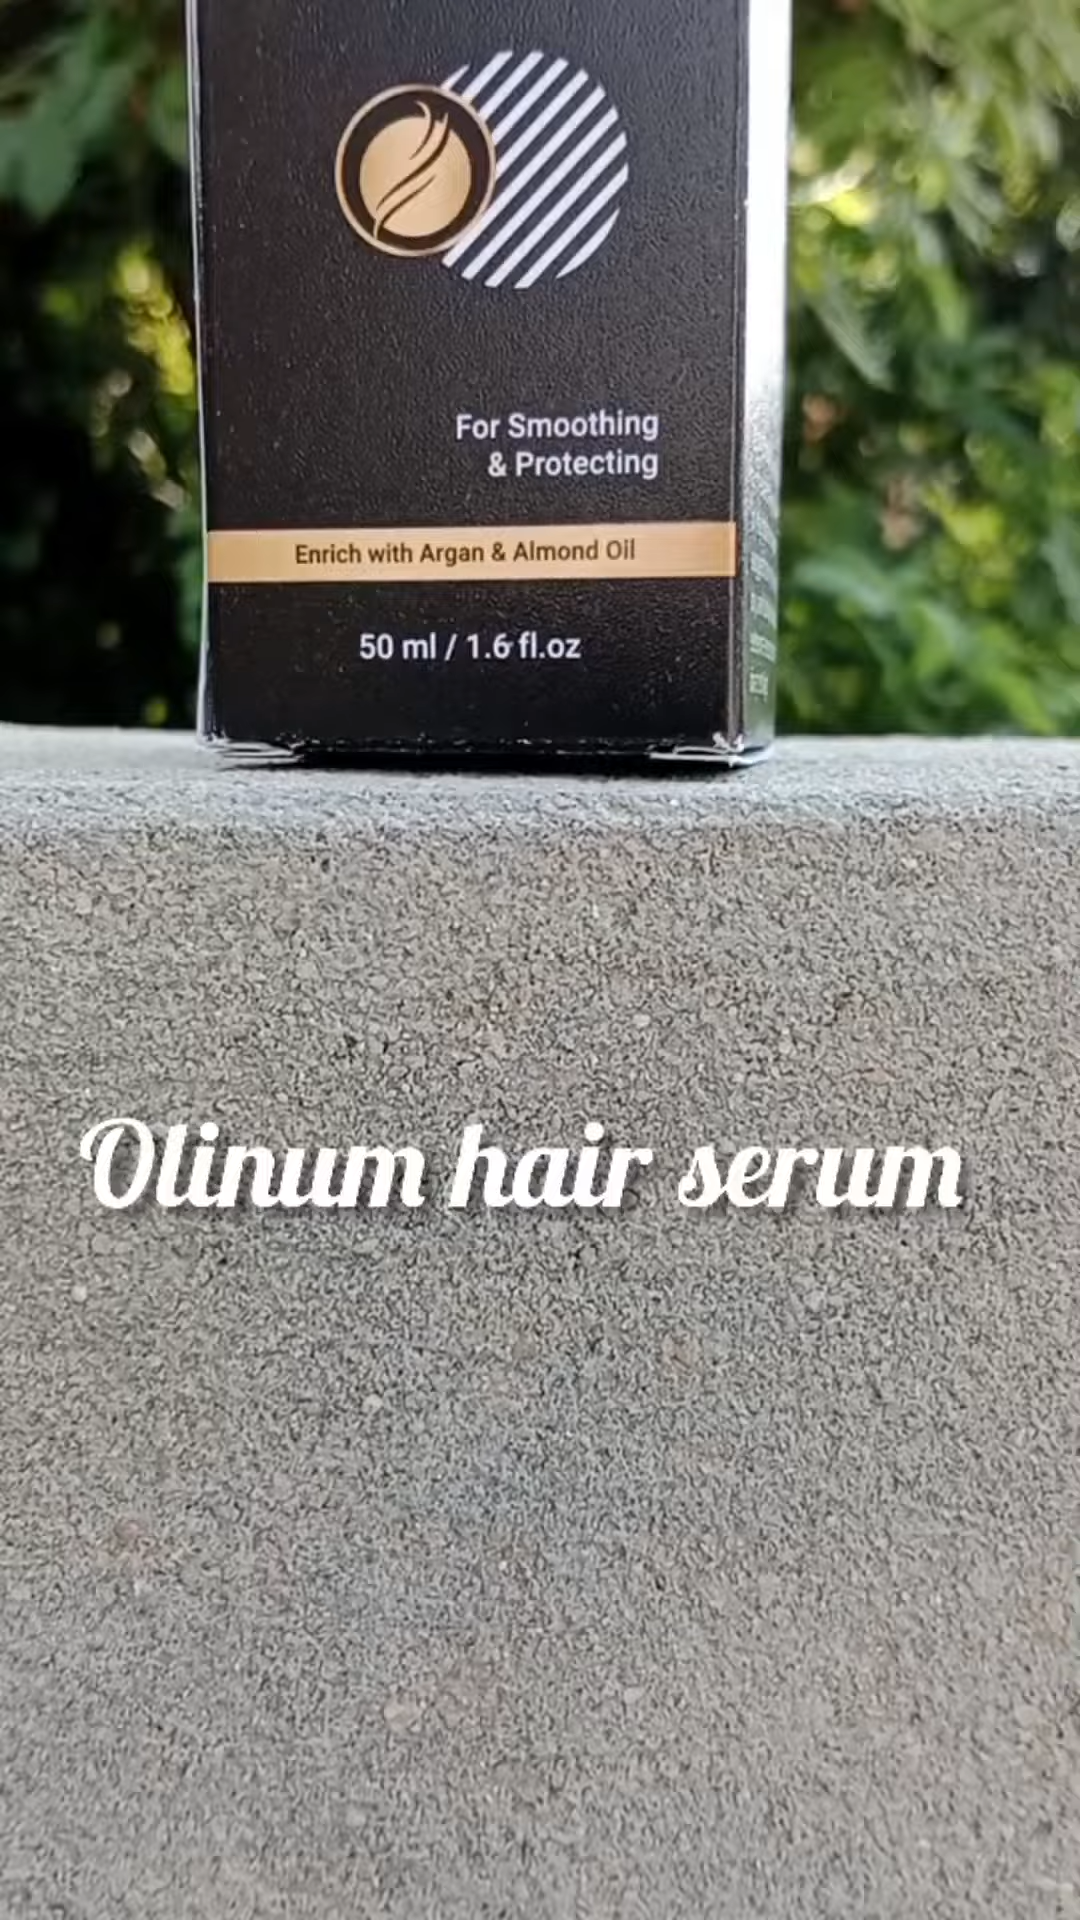 For Smoothing
& Protecting
Enrich with Argan & Almond Oil
50 ml / 1.6 fl.oz
Olinum hair serum